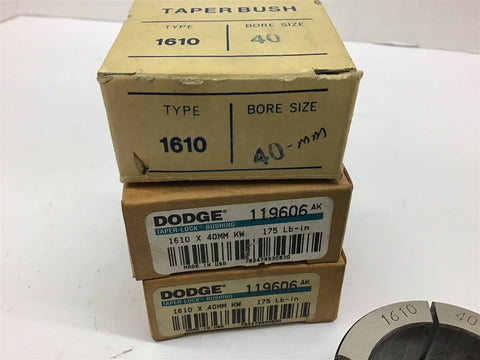 TAPER BUSH
TYPE BORE SIZE
1610 40
TYPE BORE SIZE
1610 40-mm
DODGE 119606 AK
TAPER-LOCK BUSHING
1610 X 40MM KW 175 Lb-in
MADE IN USA
DODGE 119606 AK
TAPER-LOCK BUSHING
1610 X 40MM KW 175 Lb-in
1610 40